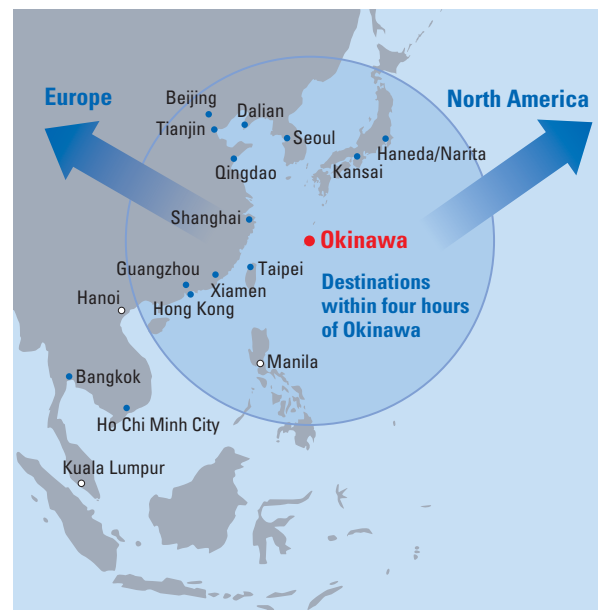 Europe
North America
Beijing
Dalian
Tianjin
Seoul
Haneda/Narita
Qingdao
Kansai
Shanghai
Okinawa
Guangzhou
Taipei
Xiamen
Hanoi
Hong Kong
Destinations
within four hours
of Okinawa
Manila
Bangkok
Ho Chi Minh City
Kuala Lumpur